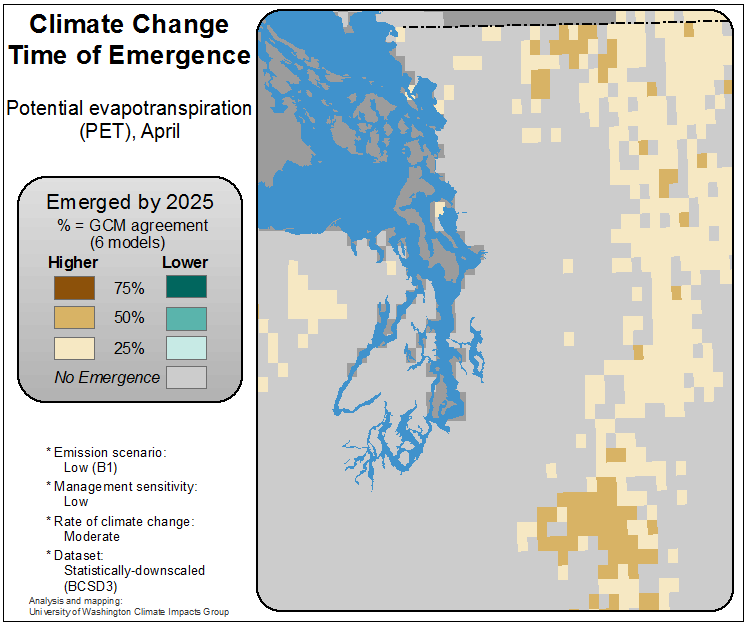 Climate Change
Time of Emergence
Potential evapotranspiration
(PET), April
Emerged by 2025
% = GCM agreement
(6 models)
Higher Lower
75%
50%
25%
No Emergence
* Emission scenario:
Low (B1)
* Management sensitivity:
Low
* Rate of climate change:
Moderate
* Dataset:
Statistically-downscaled
(BCSD3)
Analysis and mapping:
University of Washington Climate Impacts Group